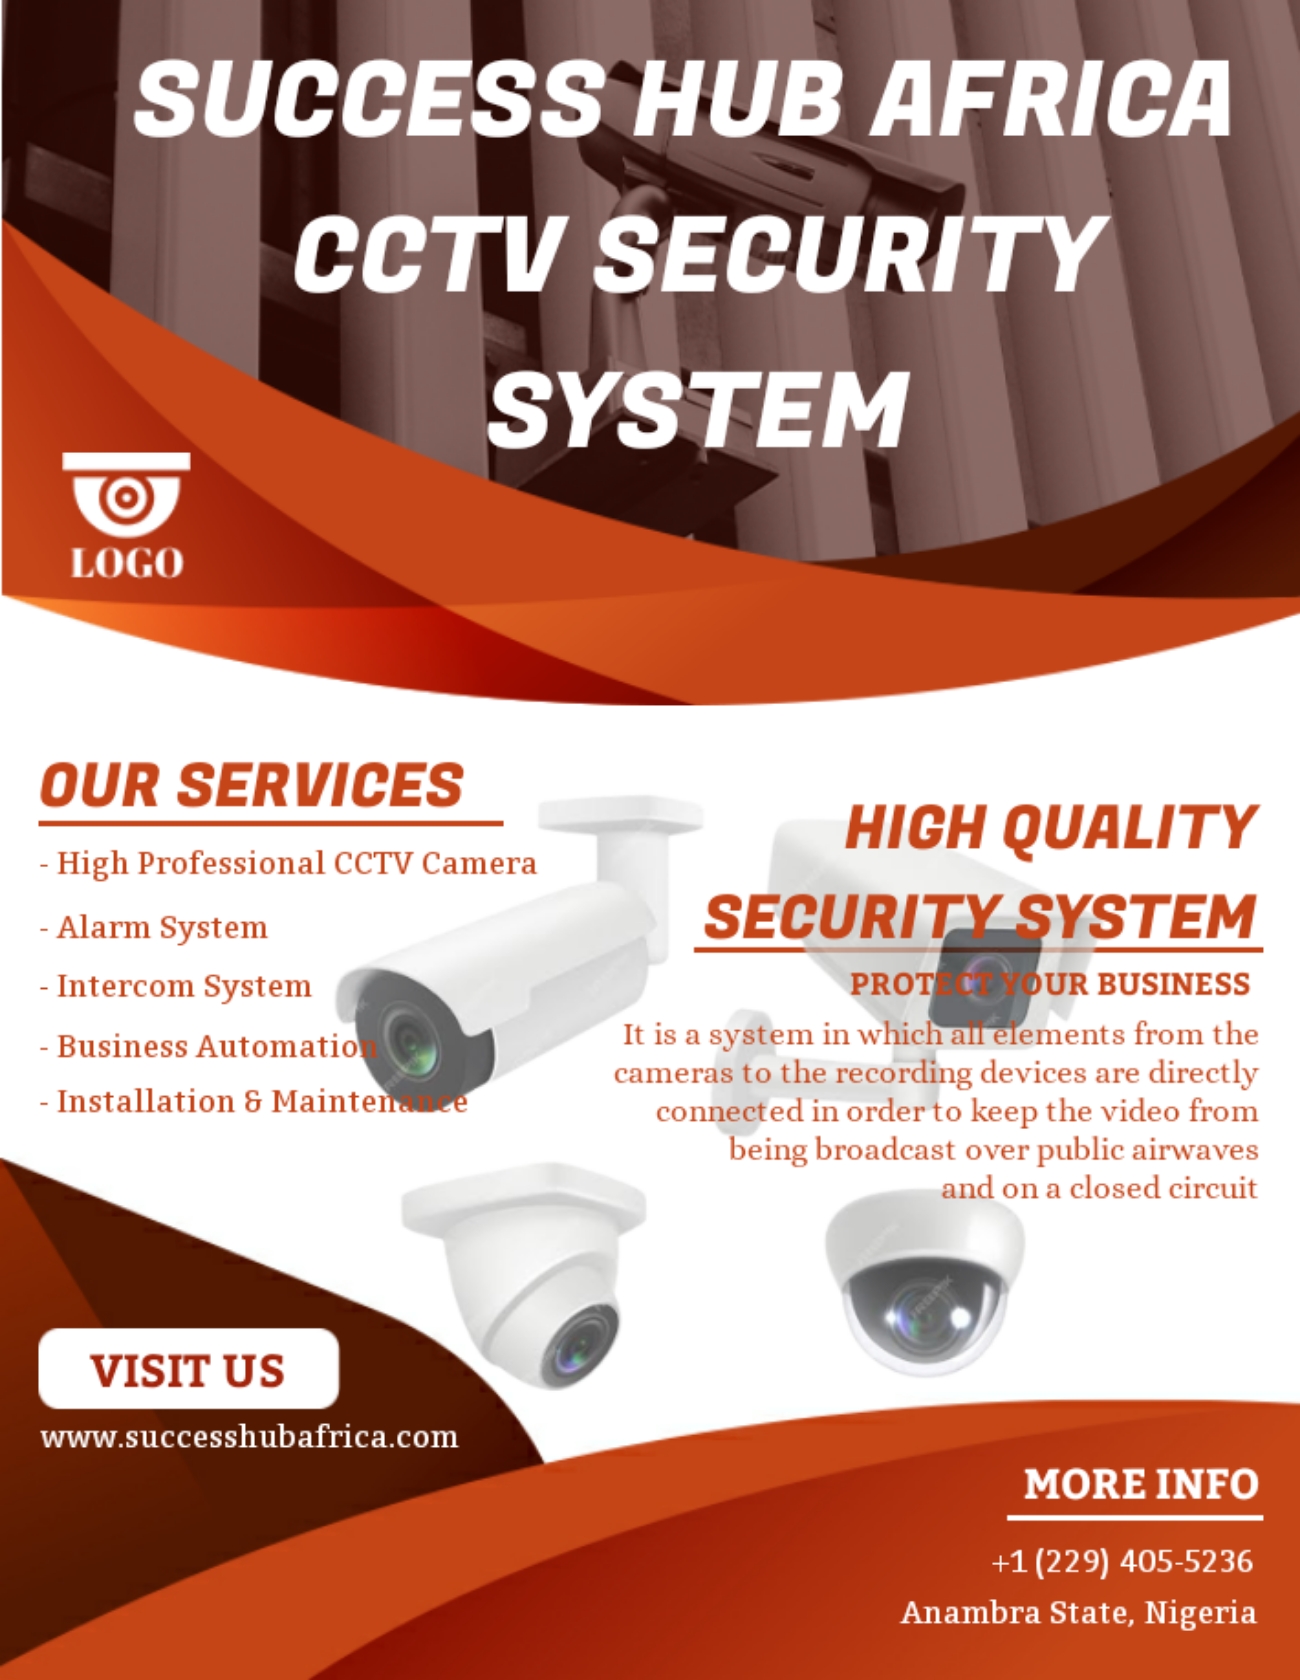 SUCCESS HUB AFRICA
CCTV SECURITY
SYSTEM
LOGO
OUR SERVICES
- High Professional CCTV Camera
- Alarm System
- Intercom System
- Business Automation
- Installation & Maintenance
HIGH QUALITY
SECURITY SYSTEM
PROTECT YOUR BUSINESS
It is a system in which all elements from the
cameras to the recording devices are directly
connected in order to keep the video from
being broadcast over public airwaves
and on a closed circuit
VISIT US
www.successhubafrica.com
MORE INFO
+1 (229) 405-5236
Anambra State, Nigeria